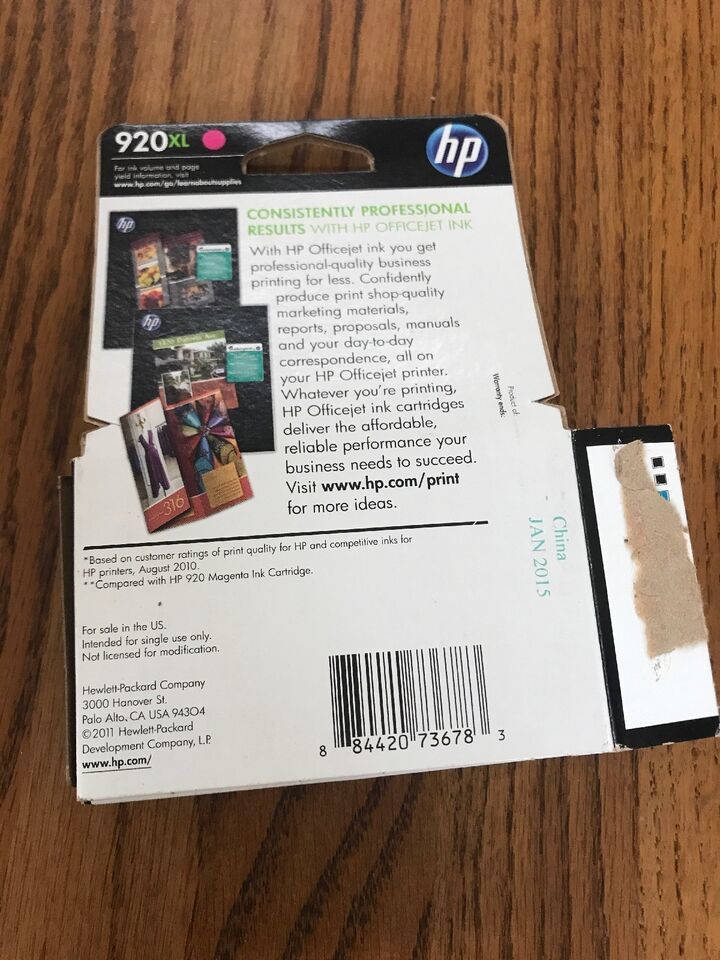 920XL
hp
For ink volume and page
yield information, visit
www.hp.com/go/learnaboutsupplies
CONSISTENTLY PROFESSIONAL
RESULTS WITH HP OFFICEJET INK
With HP Officejet ink you get
professional-quality business
printing for less. Confidently
produce print shop-quality
marketing materials,
reports, proposals, manuals
and your day-to-day
correspondence, all on
your HP Officejet printer.
Whatever you're printing,
HP Officejet ink cartridges
deliver the affordable,
reliable performance your
business needs to succeed.
Visit www.hp.com/print
for more ideas.
hp
hp
316
Product of:
Warranty ends:
China
JAN 2015
*Based on customer ratings of print quality for HP and competitive inks for
HP printers, August 2010.
**Compared with HP 920 Magenta Ink Cartridge.
For sale in the US.
Intended for single use only.
Not licensed for modification.
Hewlett-Packard Company
3000 Hanover St.
Palo Alto, CA USA 94304
©2011 Hewlett-Packard
Development Company, L.P.
www.hp.com/
8 84420 73678 3